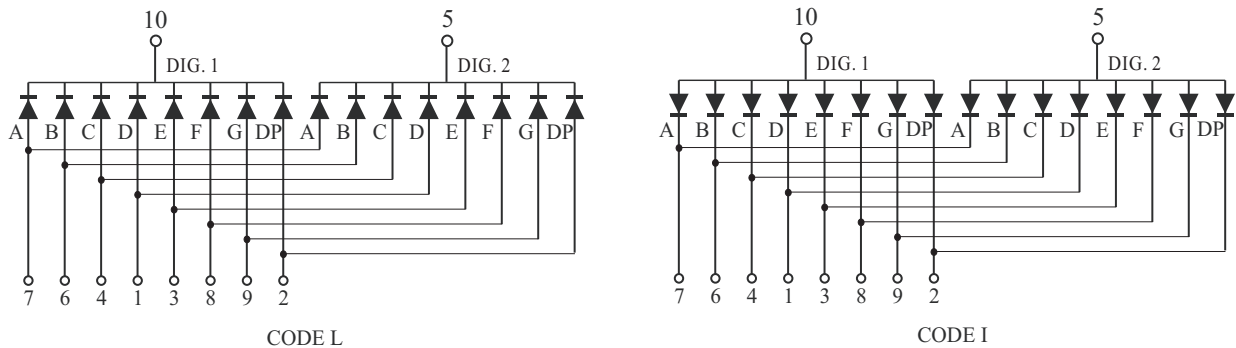 10 5 10 5
DIG. 1 DIG. 2 DIG. 1 DIG. 2
A B C D E F G DP A B C D E F G DP A B C D E F G DP A B C D E F G DP
7 6 4 1 3 8 9 2 7 6 4 1 3 8 9 2
CODE L CODE I